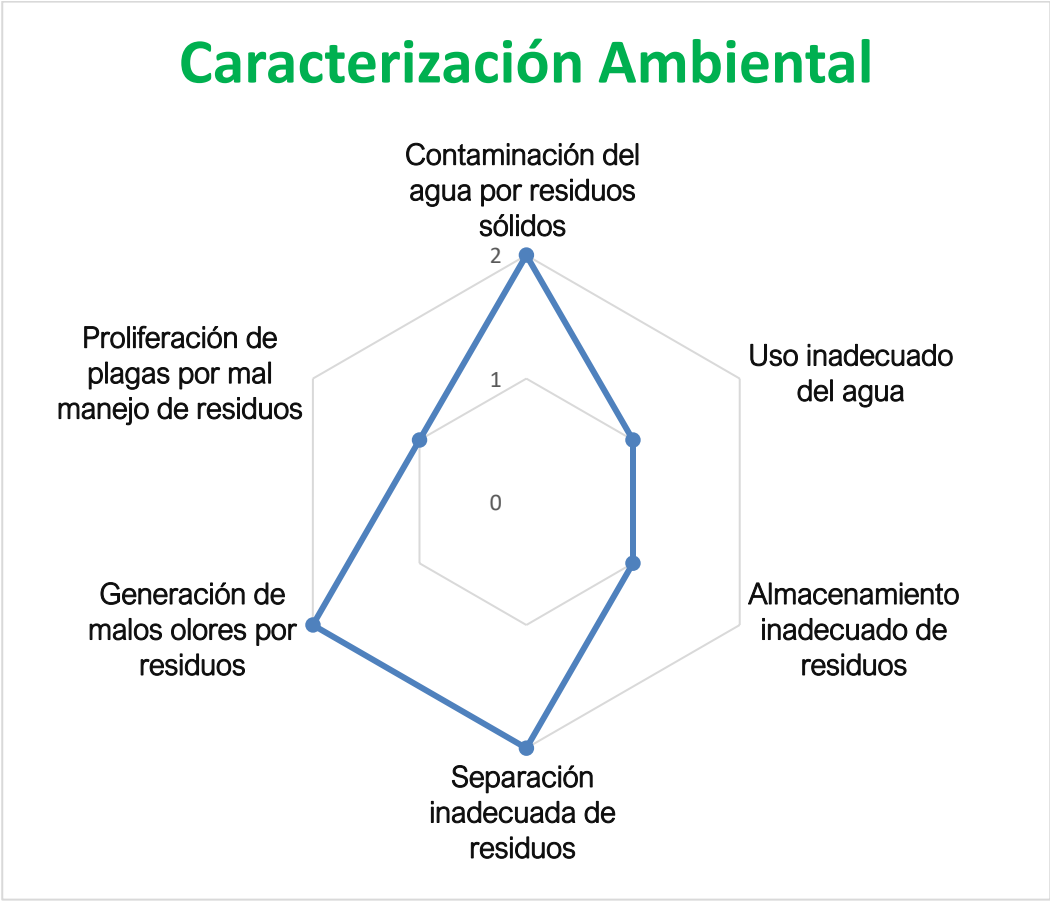 Caracterización Ambiental
Contaminación del
agua por residuos
sólidos
2
Uso inadecuado
del agua
1
0
Almacenamiento
inadecuado de
residuos
Separación
inadecuada de
residuos
Generación de
malos olores por
residuos
Proliferación de
plagas por mal
manejo de residuos